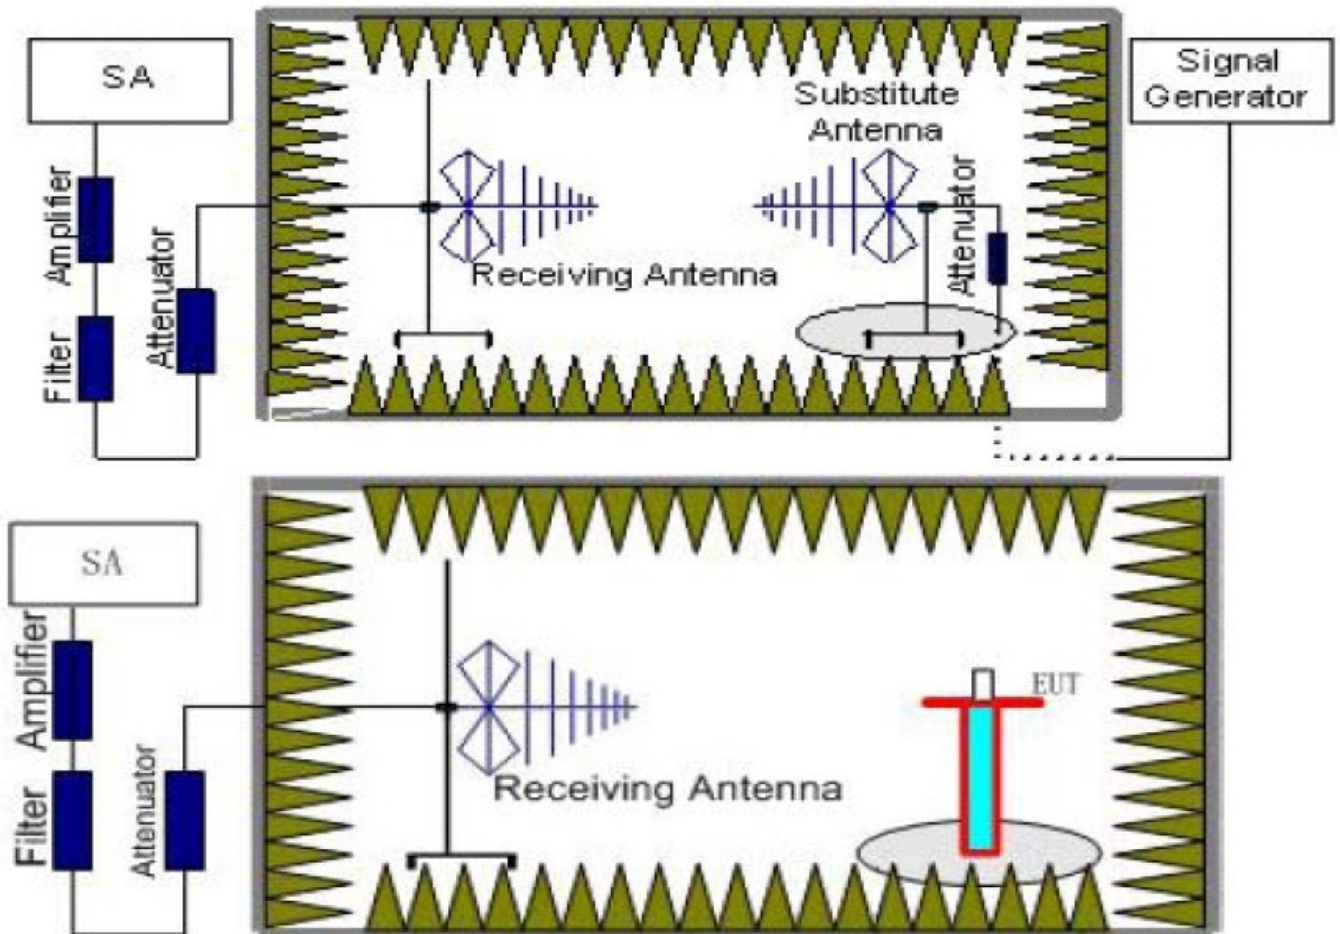 SA
Amplifier
Filter
Attenuator
Receiving Antenna
Substitute
Antenna
Attenuator
Signal
Generator
SA
Amplifier
Filter
Attenuator
Receiving Antenna
EUT